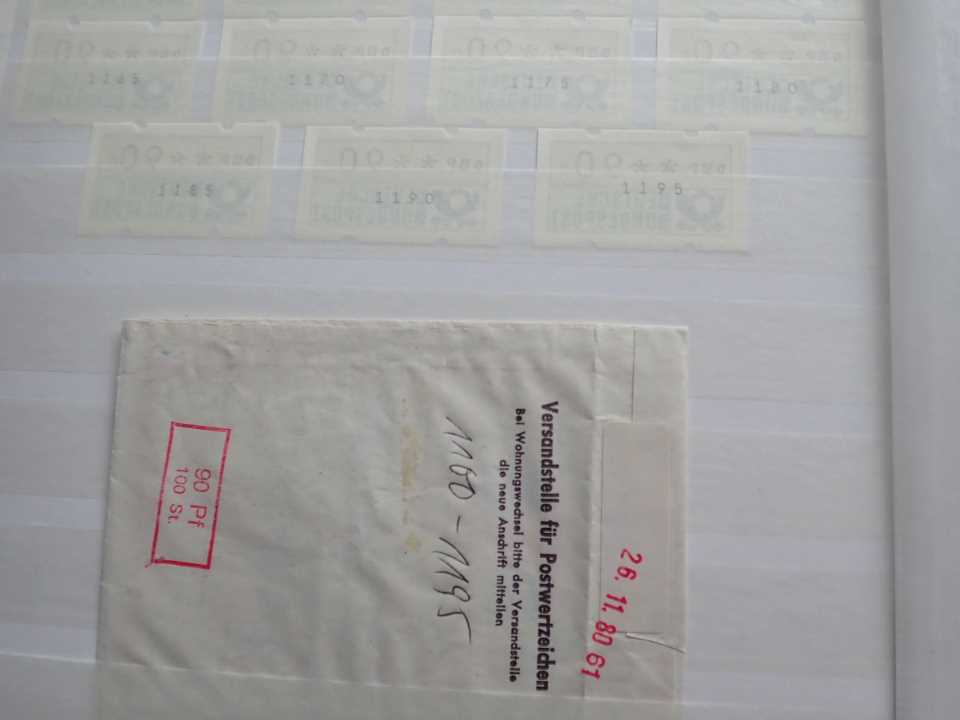 1165 1170 1175 1180
1185 1190 1195
Versandstelle für Postwertzeichen
Bei Wohnungswechsel bitte der Versandstelle
die neue Anschrift mitteilen
26. 11. 80 61
1160 - 1195
90 Pf
100 St.